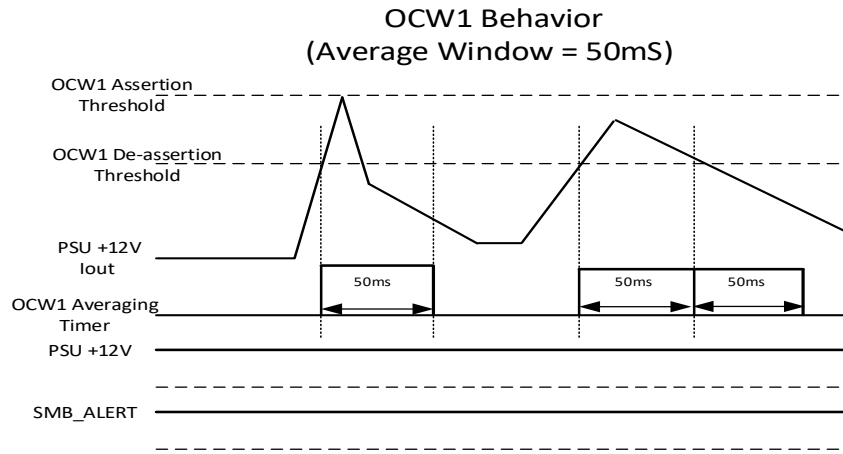 OCW1 Behavior
(Average Window = 50mS)
OCW1 Assertion
Threshold
OCW1 De-assertion
Threshold
PSU +12V
Iout
50ms
50ms
50ms
OCW1 Averaging
Timer
PSU +12V
SMB_ALERT